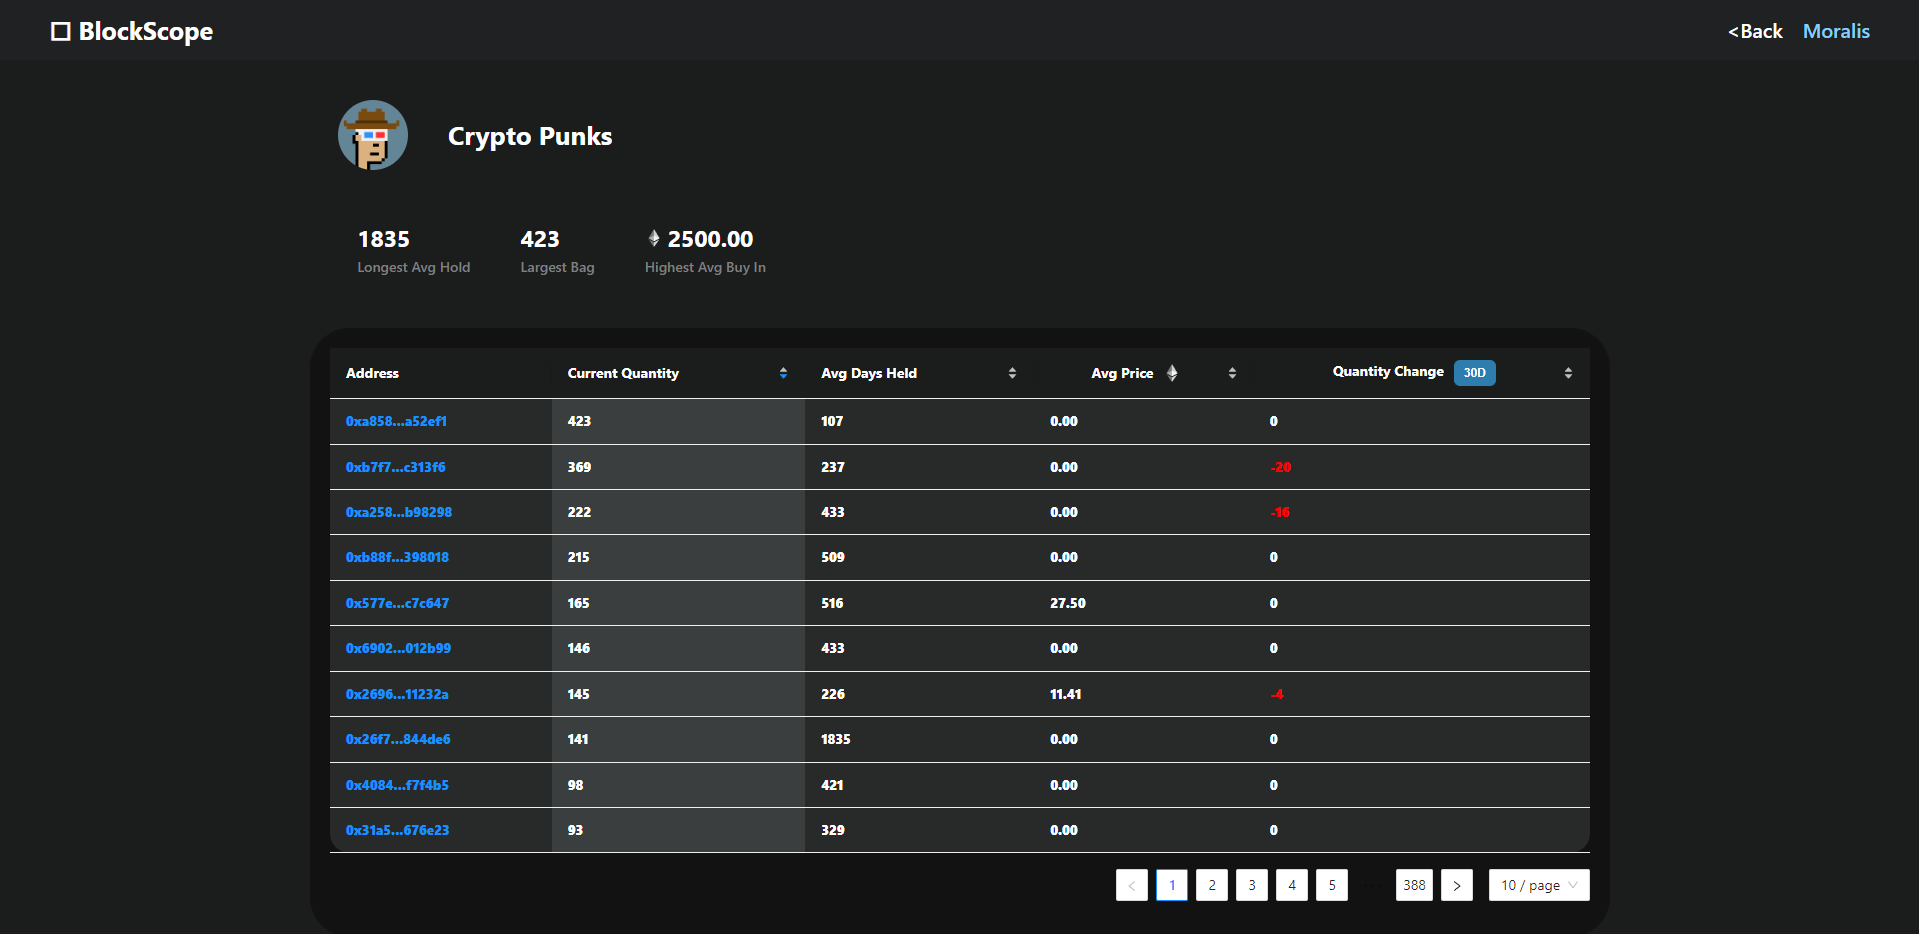 BlockScope
<Back Moralis
Crypto Punks
1835 423 2500.00
Longest Avg Hold Largest Bag Highest Avg Buy In
Address Current Quantity Avg Days Held Avg Price Quantity Change 30D
0xa858...a52ef1 423 107 0.00 0
0xb7f7...c313f6 369 237 0.00 -20
0xa258...b98298 222 433 0.00 -16
0xb88f...398018 215 509 0.00 0
0x577e...c7c647 165 516 27.50 0
0x6902...012b99 146 433 0.00 0
0x2696...11232a 145 226 11.41 -4
0x26f7...844de6 141 1835 0.00 0
0x4084...f7f4b5 98 421 0.00 0
0x31a5...676e23 93 329 0.00 0
< 1 2 3 4 5 ... 388 > 10 / page